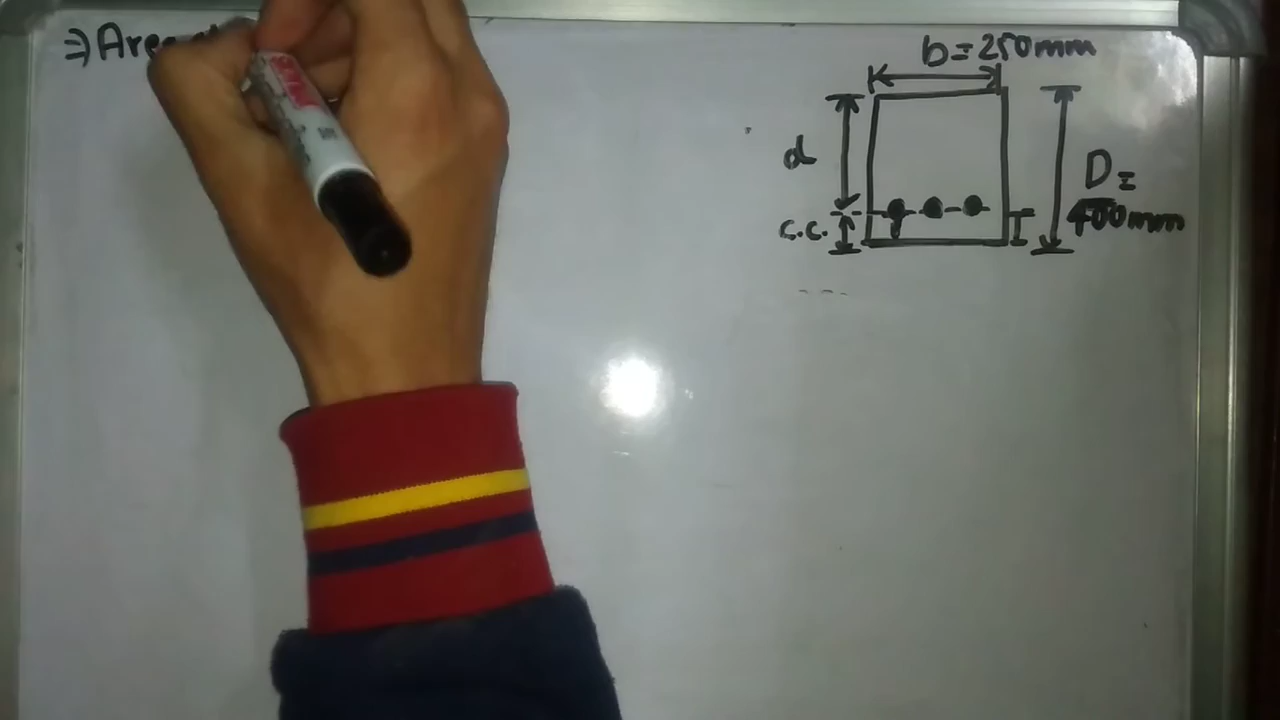 ⇒ Area
b = 250mm
d
D =
400mm
c.c.